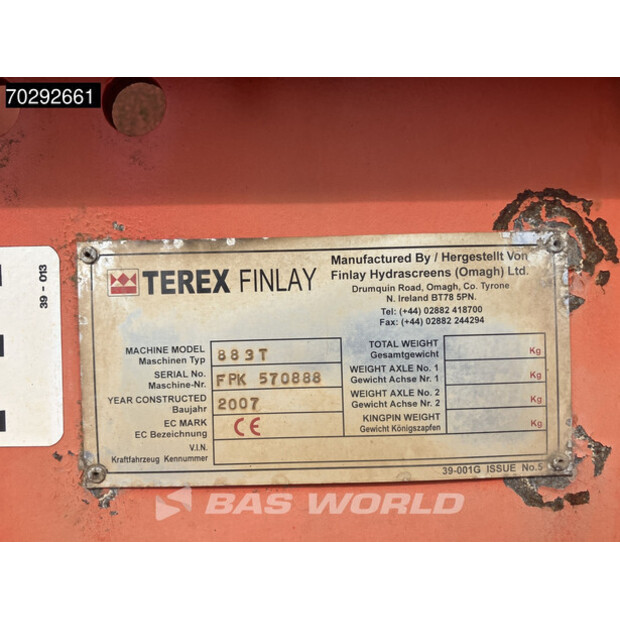 70292661
39 - 013
TEREX FINLAY
Manufactured By / Hergestellt Von
Finlay Hydrascreens (Omagh) Ltd.
Drumquin Road, Omagh, Co. Tyrone
N. Ireland BT78 5PN.
Tel: (+44) 02882 418700
Fax: (+44) 02882 244294
MACHINE MODEL 883T
Maschinen Typ
SERIAL No. FPK 570888
Maschine-Nr.
YEAR CONSTRUCTED 2007
Baujahr
EC MARK CE
EC Bezeichnung
V.I.N.
Kraftfahrzeug Kennummer
TOTAL WEIGHT
Gesamtgewicht Kg
WEIGHT AXLE No. 1
Gewicht Achse Nr. 1 Kg
WEIGHT AXLE No. 2
Gewicht Achse Nr. 2 Kg
KINGPIN WEIGHT
Gewicht Königszapfen Kg
39-001G ISSUE No.5
BAS WORLD